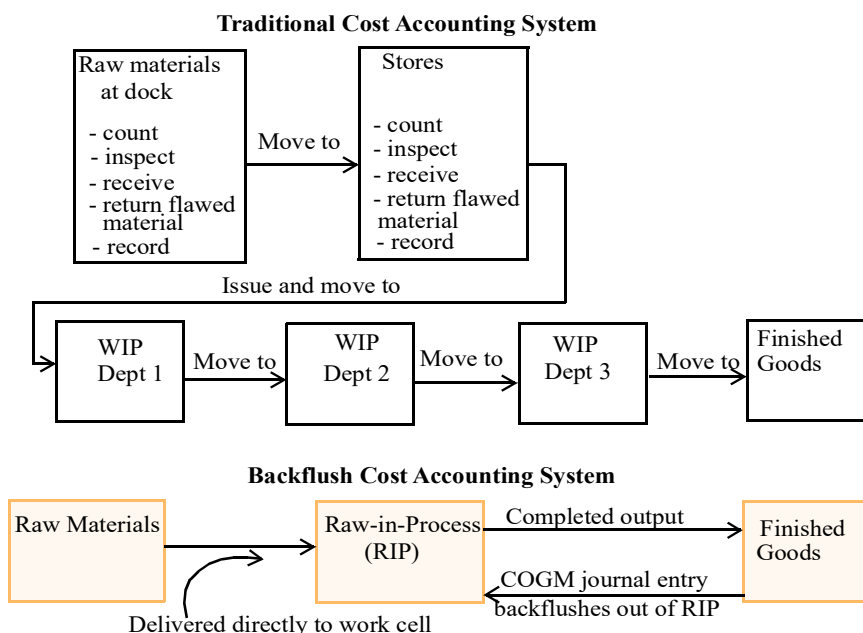 Traditional Cost Accounting System
Raw materials
at dock
- count
- inspect
- receive
- return flawed
material
- record
Move to
Stores
- count
- inspect
- receive
- return flawed
material
- record
Issue and move to
WIP
Dept 1
Move to
WIP
Dept 2
Move to
WIP
Dept 3
Move to
Finished
Goods
Backflush Cost Accounting System
Raw Materials
Delivered directly to work cell
Raw-in-Process
(RIP)
Completed output
COGM journal entry
backflushes out of RIP
Finished
Goods